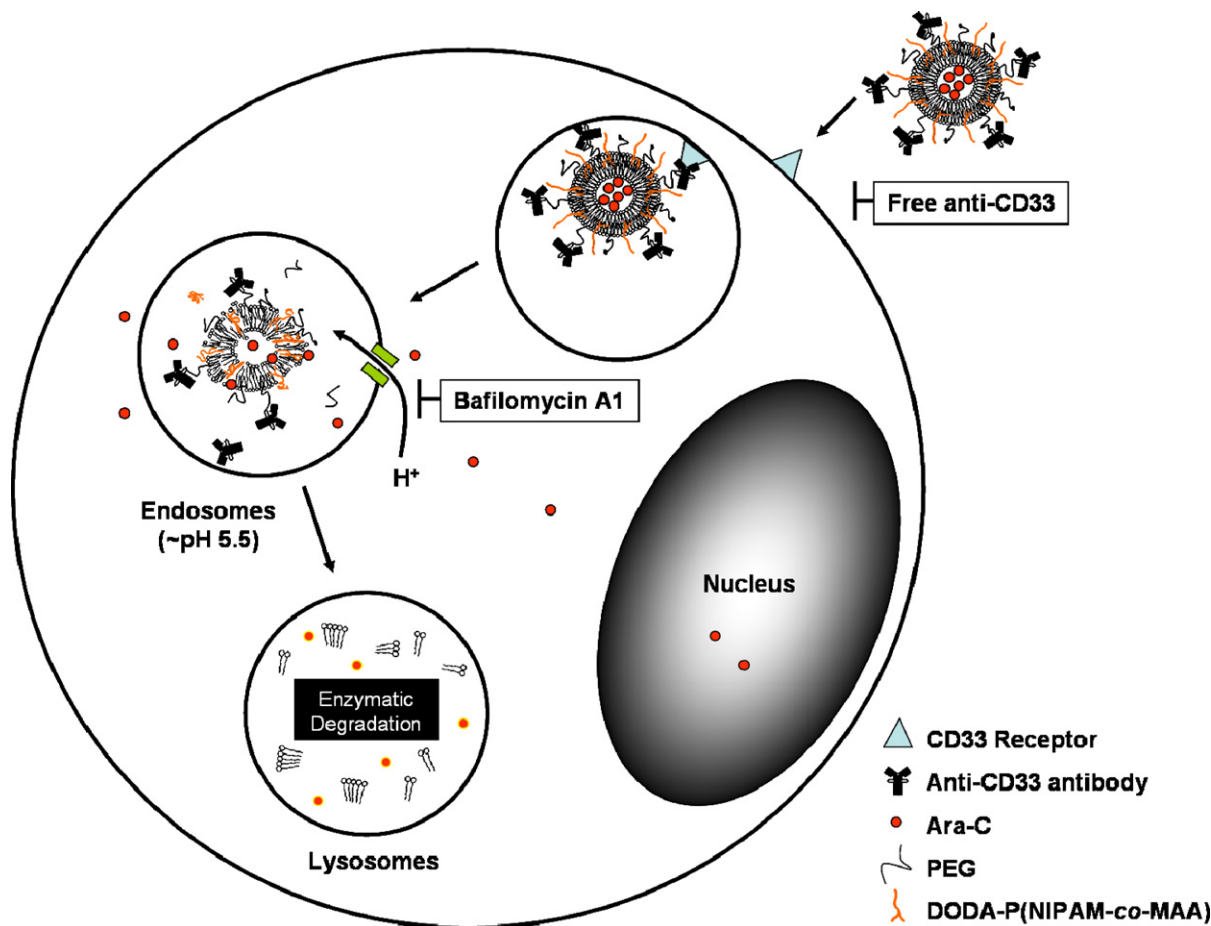 Free anti-CD33
Bafilomycin A1
H⁺
Endosomes
(~pH 5.5)
Nucleus
Enzymatic
Degradation
Lysosomes
CD33 Receptor
Anti-CD33 antibody
Ara-C
PEG
DODA-P(NIPAM-co-MAA)